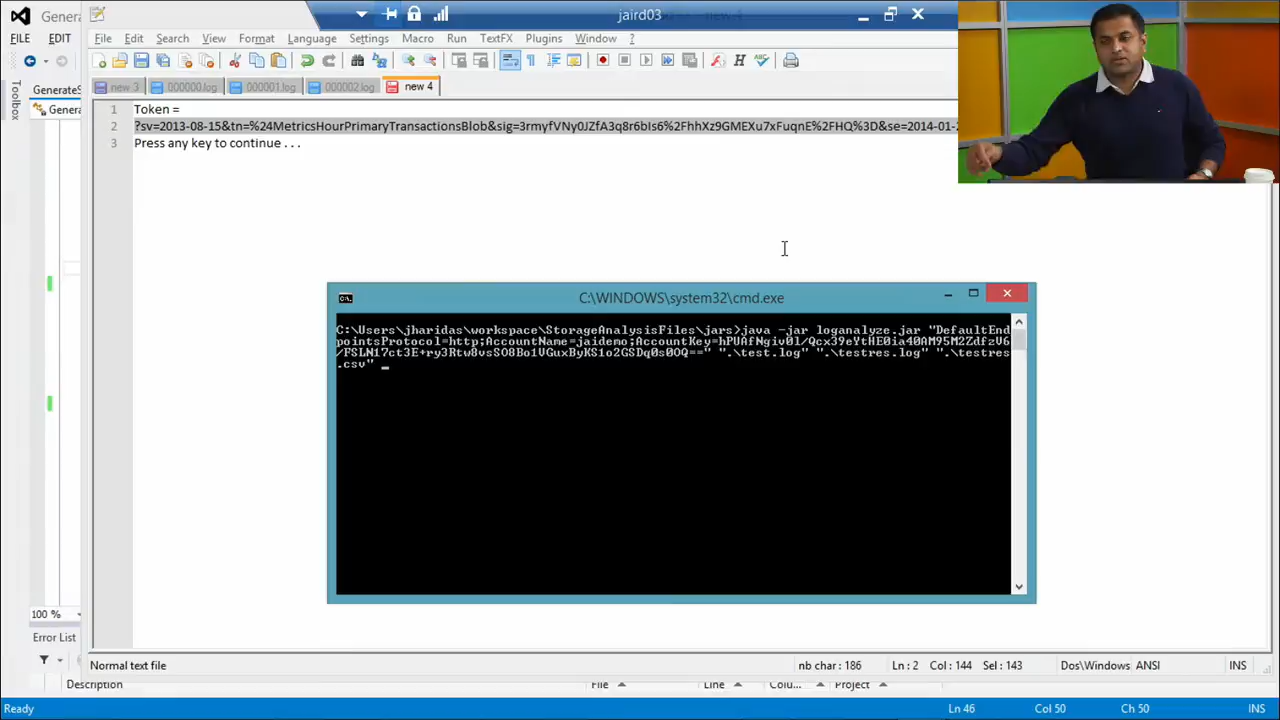 Genera
jaird03
FILE EDIT
File Edit Search View Format Language Settings Macro Run TextFX Plugins Window ?
Toolbox
GenerateS
new 3 000000.log 000001.log 000002.log new 4
Genera
1 Token =
2 ?sv=2013-08-15&tn=%24MetricsHourPrimaryTransactionsBlob&sig=3rmyfVNy0JZfA3q8r6bIs6%2FhhXz9GMEXu7xFuqnE%2FHQ%3D&se=2014-01-2
3 Press any key to continue . . .
C:\WINDOWS\system32\cmd.exe
C:\Users\jharidas\workspace\StorageAnalysisFiles\jars>java -jar loganalyze.jar "DefaultEnd
pointsProtocol=http;AccountName=jaidemo;
".\test.log" ".\testres.log" ".\testres
.csv"
100 %
Error List
Normal text file nb char : 186 Ln : 2 Col : 144 Sel : 143 Dos\Windows ANSI INS
Description File Line Colu... Project
Ready Ln 46 Col 50 Ch 50 INS